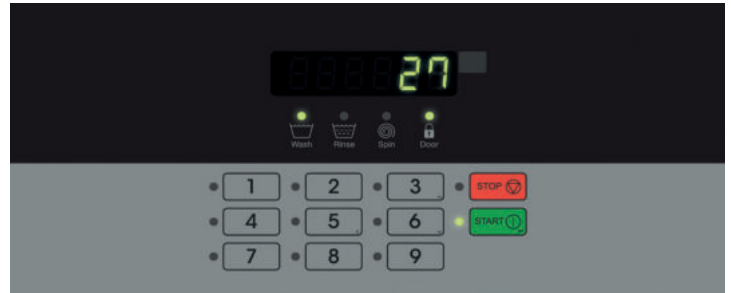 27
Wash Rinse Spin Door
1 2 3 STOP
4 5 6 START
7 8 9